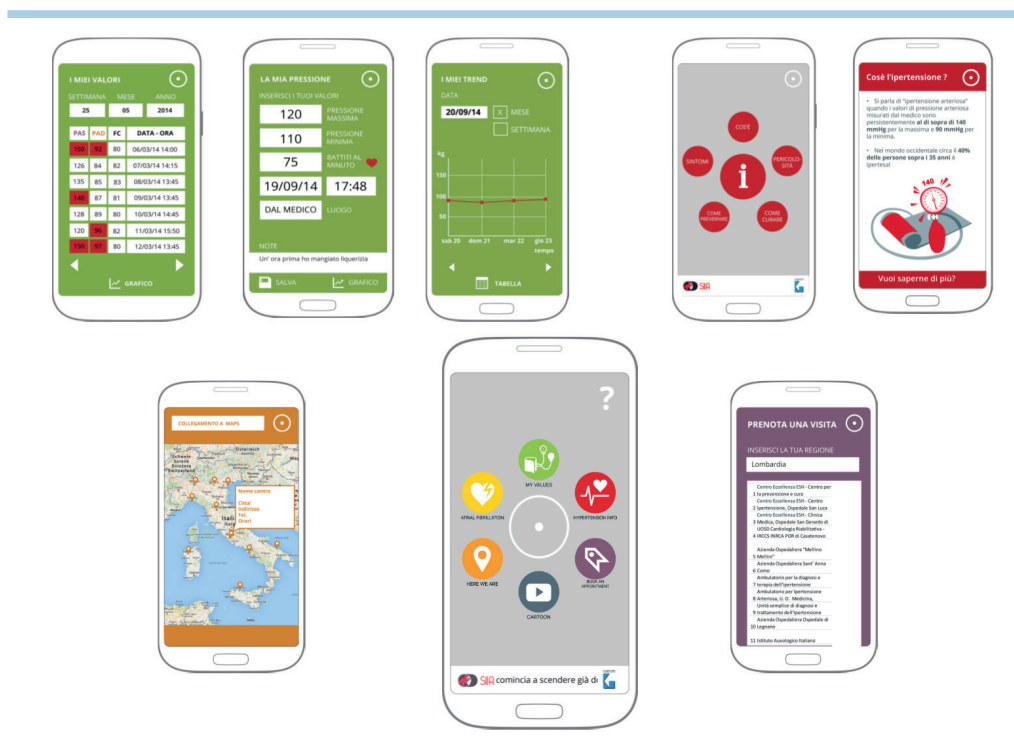 I MIEI VALORI
SETTIMANA MESE ANNO
25 05 2014
PAS PAD FC DATA - ORA
150 92 80 06/03/14 14:00
126 84 82 07/03/14 14:15
135 85 83 08/03/14 13:45
140 87 81 09/03/14 13:45
128 89 80 10/03/14 14:45
120 96 82 11/03/14 15:50
150 97 80 12/03/14 13:45
GRAFICO
LA MIA PRESSIONE
INSERISCI I TUOI VALORI
120 PRESSIONE
MASSIMA
110 PRESSIONE
MINIMA
75 BATTITI AL
MINUTO
19/09/14 17:48
DAL MEDICO LUOGO
NOTE
Un' ora prima ho mangiato liquerizia
SALVA GRAFICO
I MIEI TREND
DATA
20/09/14 X MESE
SETTIMANA
kg
150
100
50
sab 20 dom 21 mar 22 gio 23
tempo
TABELLA
COS'È
SINTOMI
PERICOLO-
SITÀ
i
COME
PREVENIRE
COME
CURARE
SIIA
Cosè l'ipertensione ?
• Si parla di "ipertensione arteriosa"
quando i valori di pressione arteriosa
misurati dal medico sono
persistentemente al di sopra di 140
mmHg per la massima e 90 mmHg per
la minima.
• Nel mondo occidentale circa il 40%
delle persone sopra i 35 anni è
ipertesa!
140
Vuoi saperne di più?
COLLEGAMENTO A MAPS
Österreich
Schweiz
Suisse
Svizzera
Switzerland
Nome centro
Citta'
Indirizzo
Tel.
Orari
Itali
?
MY VALUES
ATRIAL FIBRILLATION
HYPERTENSION INFO
HERE WE ARE
BOOK AN
APPOINTMENT
CARTOON
SIIA comincia a scendere già de
PRENOTA UNA VISITA
INSERISCI LA TUA REGIONE
Lombardia
Centro Eccellenza ESH - Centro per
1 la prevenzione e cura
Centro Eccellenza ESH - Centro
2 Ipertensione, Ospedale San Luca
Centro Eccellenza ESH - Clinica
3 Medica, Ospedale San Gerardo di
UOSD Cardiologia Riabilitativa -
4 IRCCS INRCA POR di Casatenovo
Azienda Ospedaliera "Mellino
5 Mellini"
Azienda Ospedaliera Sant' Anna
6 Como
Ambulatorio per la diagnosi e
7 terapia dell'ipertensione
Ambulatorio per Ipertensione
8 Arteriosa, U. O. Medicina,
Unità semplice di diagnosi e
9 trattamento dell'Ipertensione
Azienda Ospedaliera Ospedale di
10 Legnano
11 Istituto Auxologico Italiano